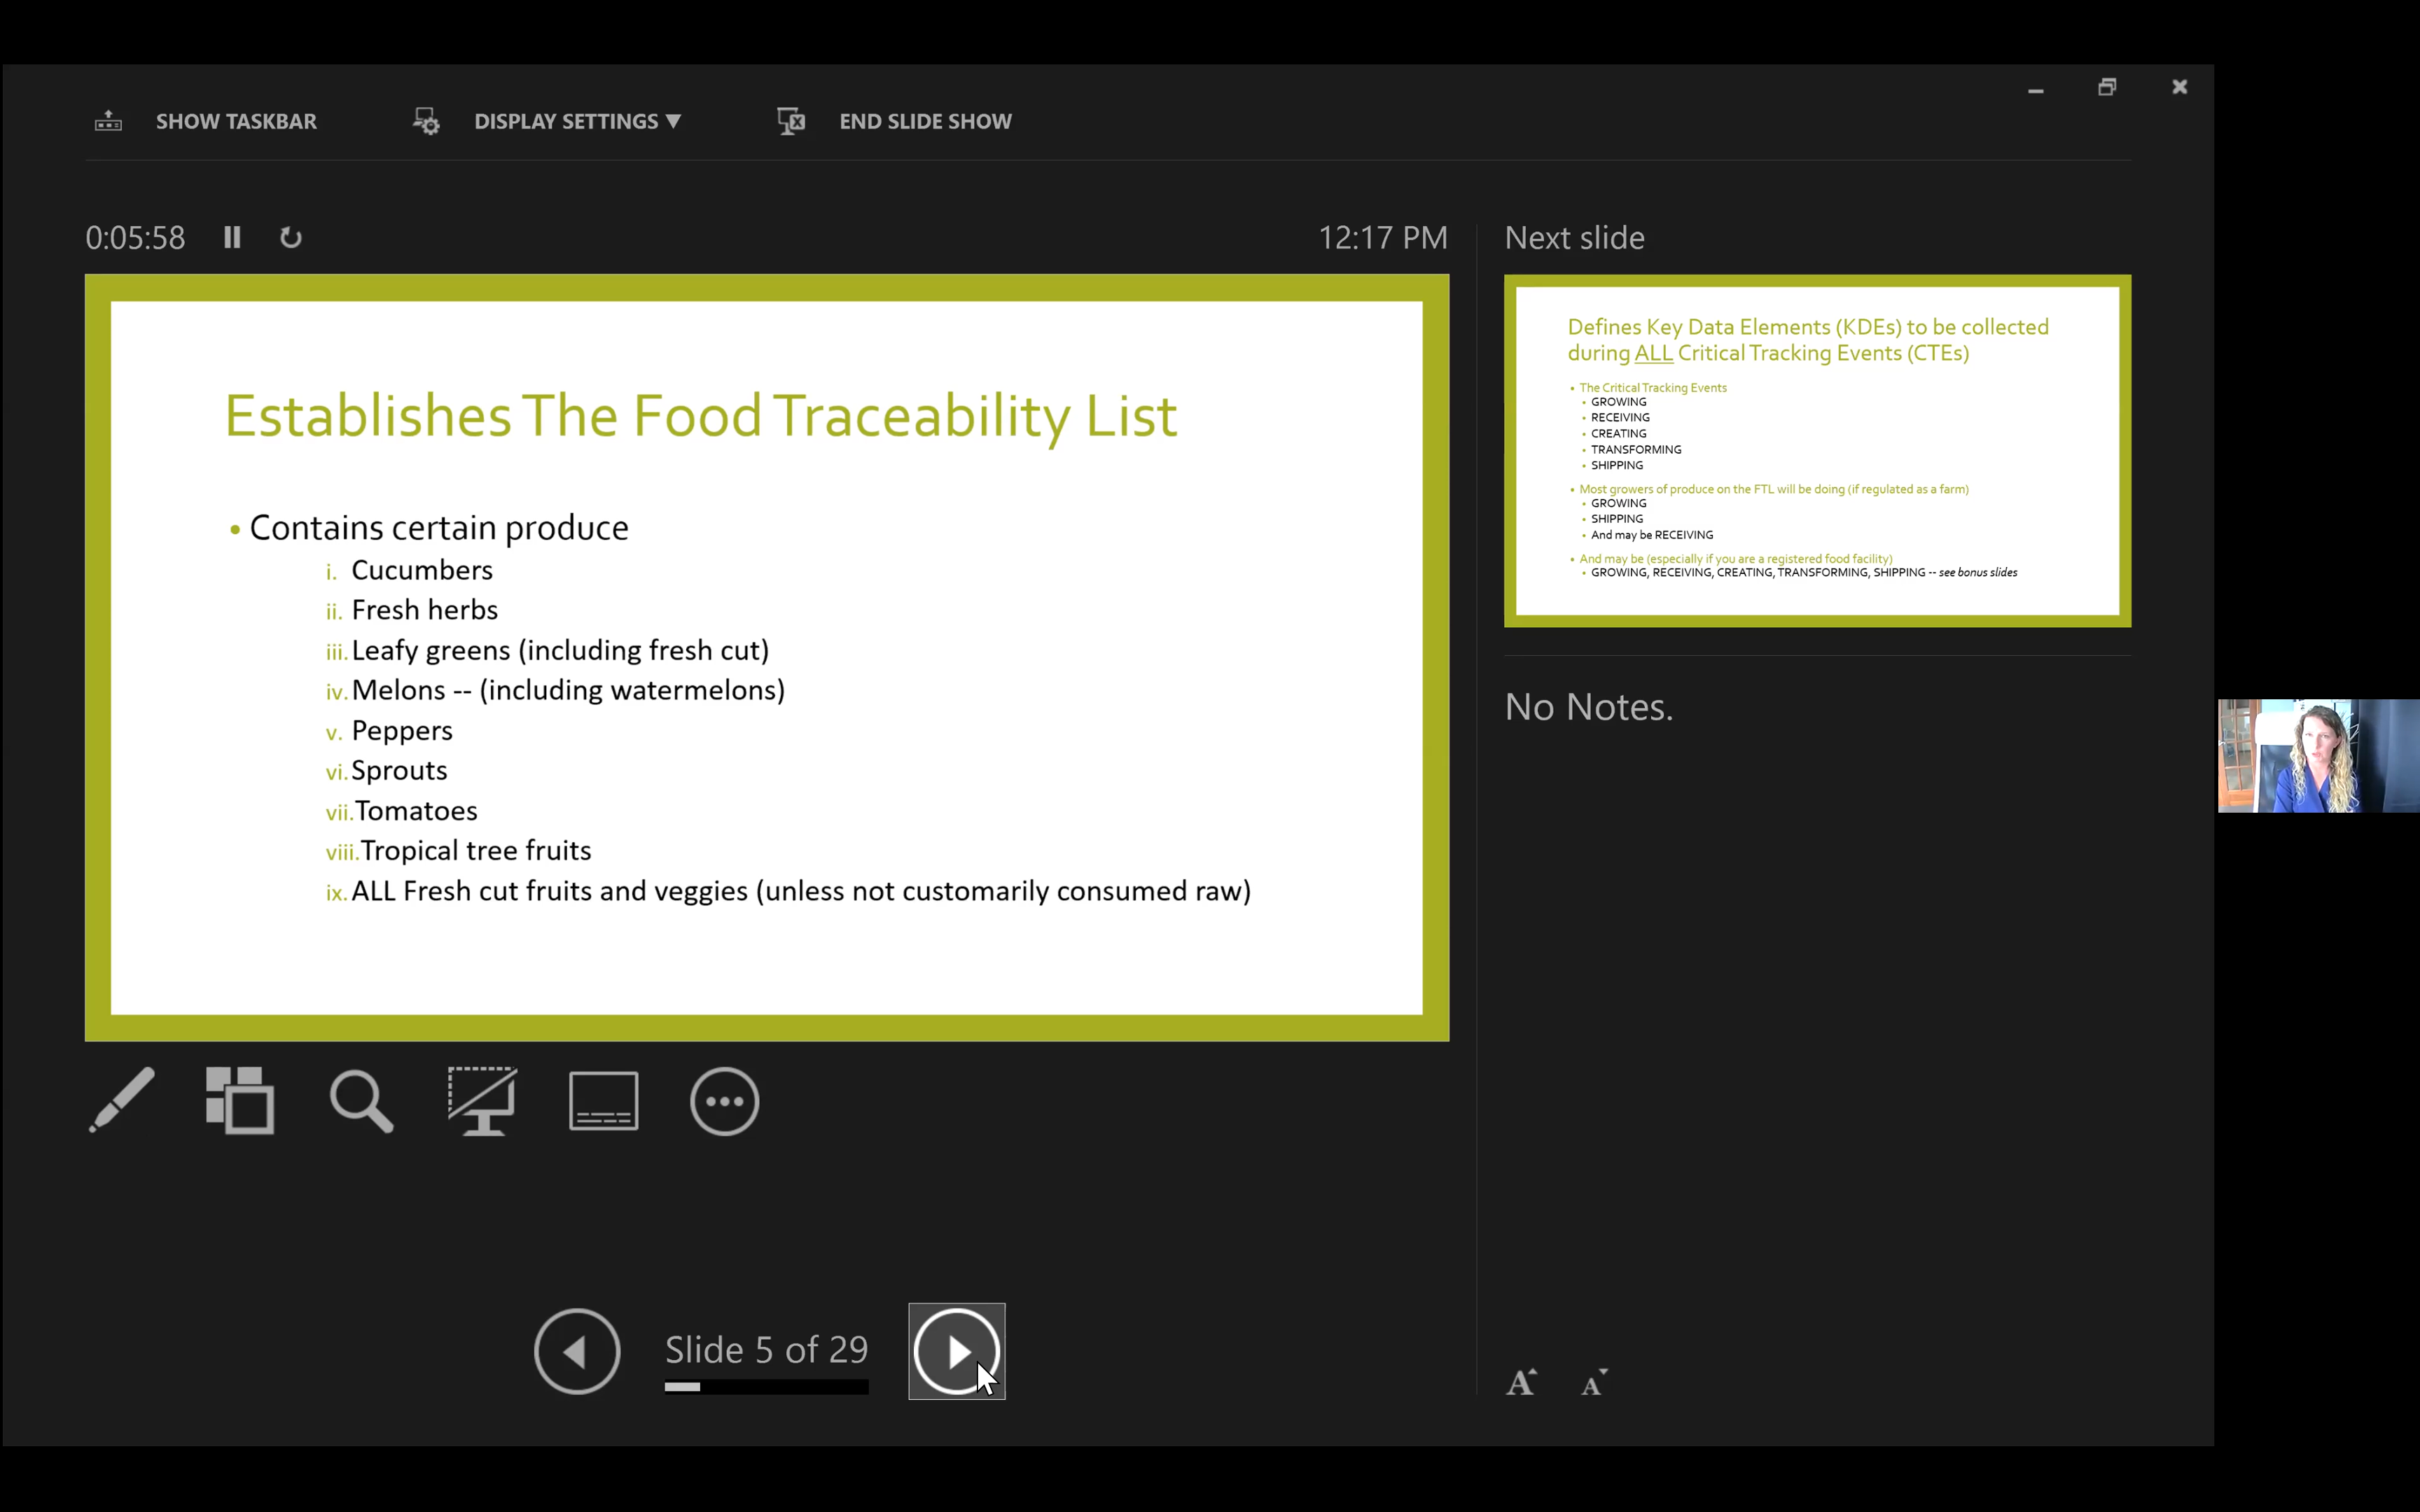 SHOW TASKBAR
DISPLAY SETTINGS ▼
END SLIDE SHOW
0:05:58
12:17 PM
Next slide
Establishes The Food Traceability List
• Contains certain produce
i. Cucumbers
ii. Fresh herbs
iii. Leafy greens (including fresh cut)
iv. Melons -- (including watermelons)
v. Peppers
vi. Sprouts
vii. Tomatoes
viii. Tropical tree fruits
ix. ALL Fresh cut fruits and veggies (unless not customarily consumed raw)
Defines Key Data Elements (KDEs) to be collected
during ALL Critical Tracking Events (CTEs)
• The Critical Tracking Events
• GROWING
• RECEIVING
• CREATING
• TRANSFORMING
• SHIPPING
• Most growers of produce on the FTL will be doing (if regulated as a farm)
• GROWING
• SHIPPING
• And may be RECEIVING
• And may be (especially if you are a registered food facility)
• GROWING, RECEIVING, CREATING, TRANSFORMING, SHIPPING -- see bonus slides
No Notes.
Slide 5 of 29
A A